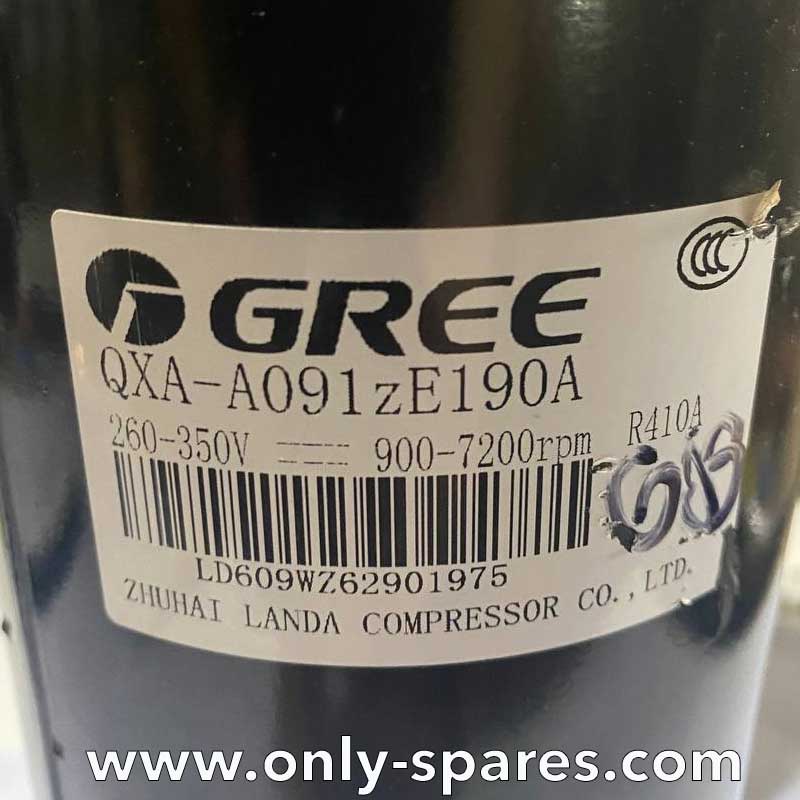 GREE
QXA-A091zE190A
260-350V ⎓ 900-7200rpm R410A
LD609WZ62901975
ZHUHAI LANDA COMPRESSOR CO.,LTD.
www.only-spares.com